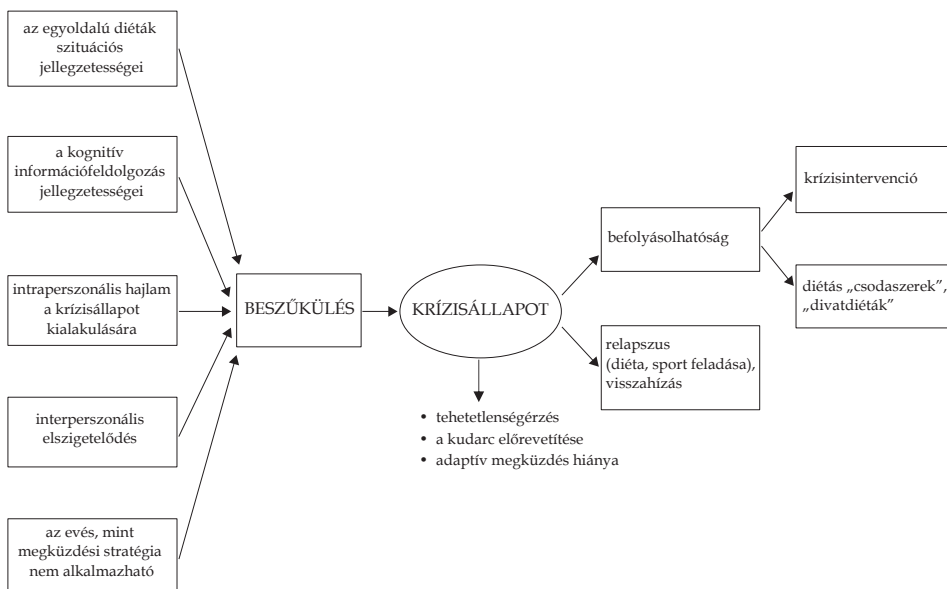 az egyoldalú diéták
szituációs
jellegzetességei
a kognitív
információfeldolgozás
jellegzetességei
intraperszonális hajlam
a krízisállapot
kialakulására
interperszonális
elszigetelődés
az evés, mint
megküzdési stratégia
nem alkalmazható
BESZŰKÜLÉS
KRÍZISÁLLAPOT
• tehetetlenségérzés
• a kudarc előrevetítése
• adaptív megküzdés hiánya
befolyásolhatóság
relapszus
(diéta, sport feladása),
visszahízás
krízisintervenció
diétás „csodaszerek”,
„divatdiéták”